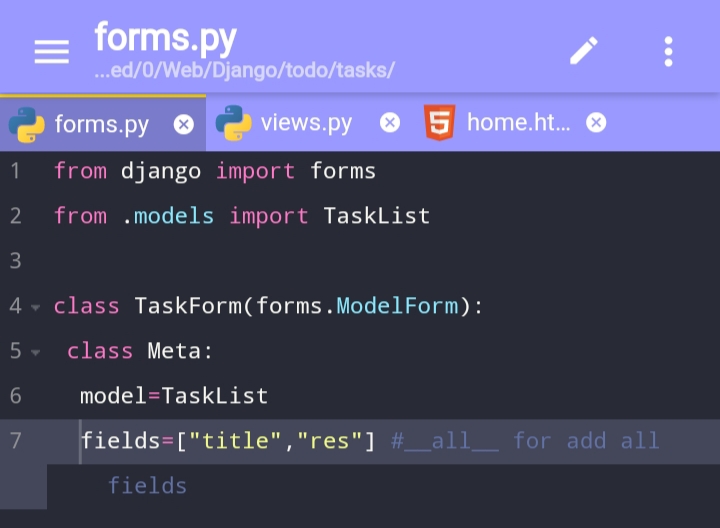 forms.py
...ed/0/Web/Django/todo/tasks/
forms.py views.py home.ht...
1 from django import forms
2 from .models import TaskList
3
4 class TaskForm(forms.ModelForm):
5 class Meta:
6 model=TaskList
7 fields=["title","res"] #__all__ for add all
fields